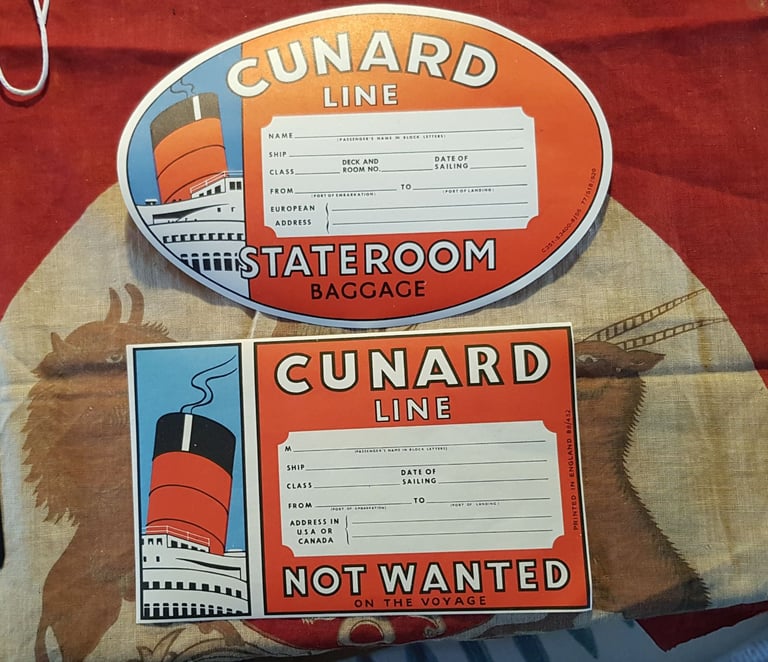 CUNARD
LINE
NAME
(PASSENGER'S NAME IN BLOCK LETTERS)
SHIP
CLASS DECK AND ROOM NO. DATE OF SAILING
FROM TO
(PORT OF EMBARKATION) (PORT OF LANDING)
EUROPEAN
ADDRESS
STATEROOM
BAGGAGE
CUNARD
LINE
M
(PASSENGER'S NAME IN BLOCK LETTERS)
SHIP
CLASS DATE OF SAILING
FROM TO
(PORT OF EMBARKATION) (PORT OF LANDING)
ADDRESS IN
U.S.A OR
CANADA
PRINTED IN ENGLAND
NOT WANTED
ON THE VOYAGE